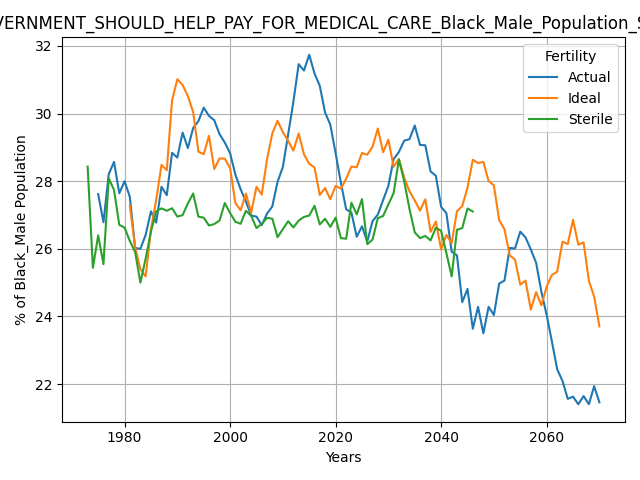 VERNMENT_SHOULD_HELP_PAY_FOR_MEDICAL_CARE_Black_Male_Population_S
Fertility
Actual
Ideal
Sterile
% of Black_Male Population
32
30
28
26
24
22
1980
2000
2020
2040
2060
Years